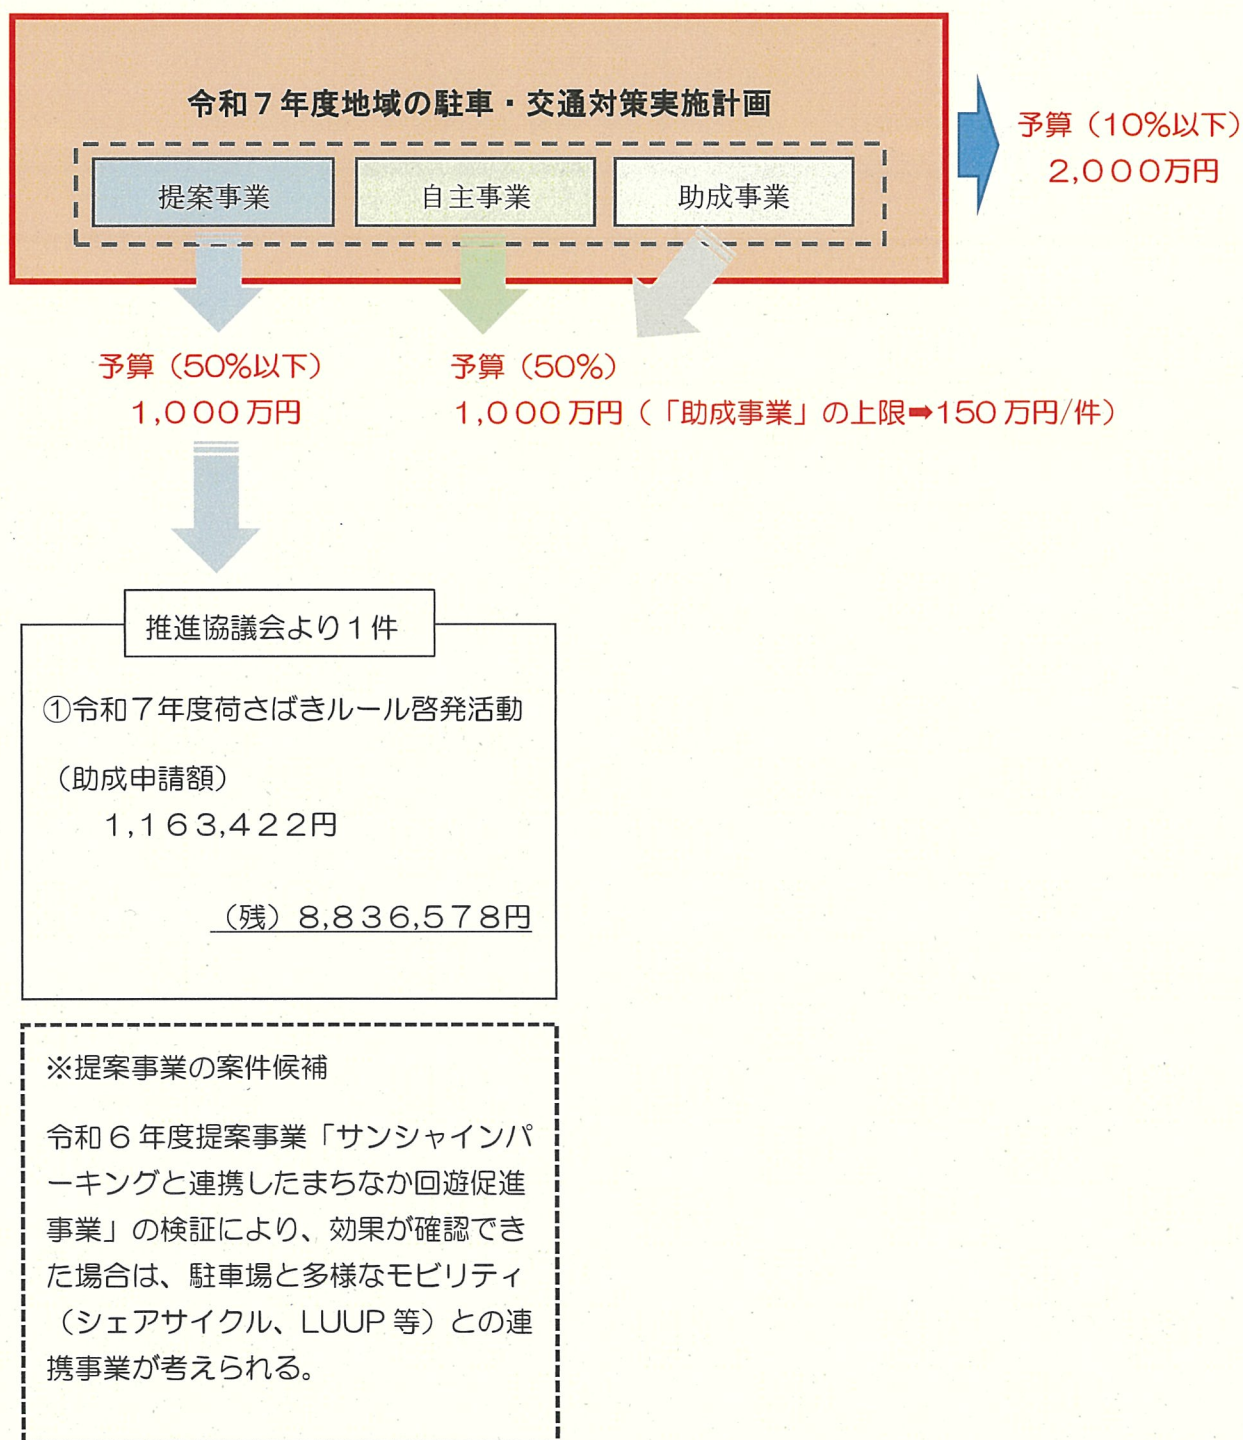 令和７年度地域の駐車・交通対策実施計画
提案事業
自主事業
助成事業
予算（10％以下）
2,000万円
予算（50％以下）
1,000万円
予算（50％）
1,000万円（「助成事業」の上限➡150万円/件）
推進協議会より１件
①令和７年度荷さばきルール啓発活動
（助成申請額）
1,163,422円
（残）8,836,578円
※提案事業の案件候補
令和６年度提案事業「サンシャインパ
ーキングと連携したまちなか回遊促進
事業」の検証により、効果が確認でき
た場合は、駐車場と多様なモビリティ
（シェアサイクル、LUUP等）との連
携事業が考えられる。